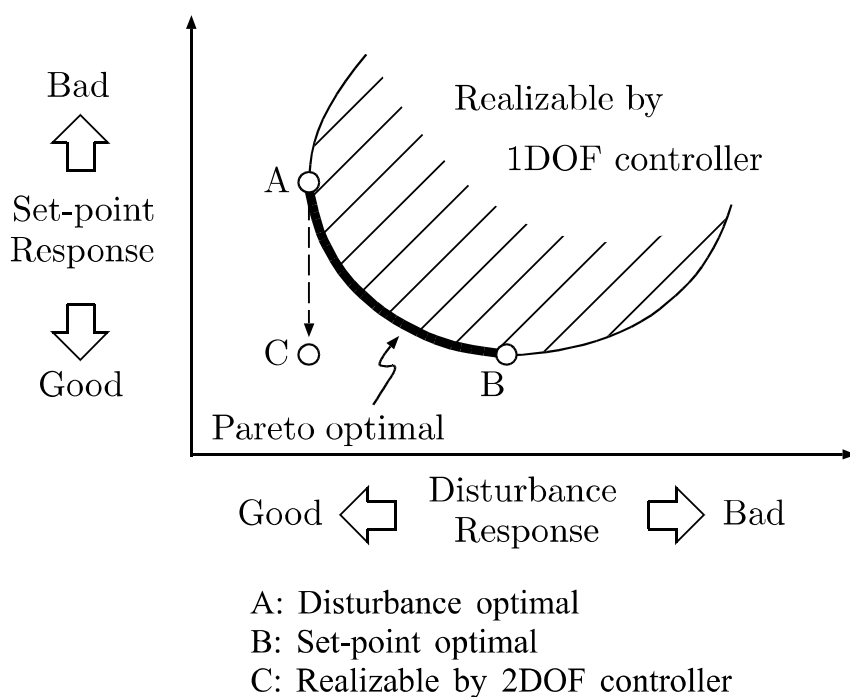 Bad
Realizable by
1DOF controller
A
Set-point
Response
C
B
Good
Pareto optimal
Good
Disturbance
Response
Bad
A: Disturbance optimal
B: Set-point optimal
C: Realizable by 2DOF controller